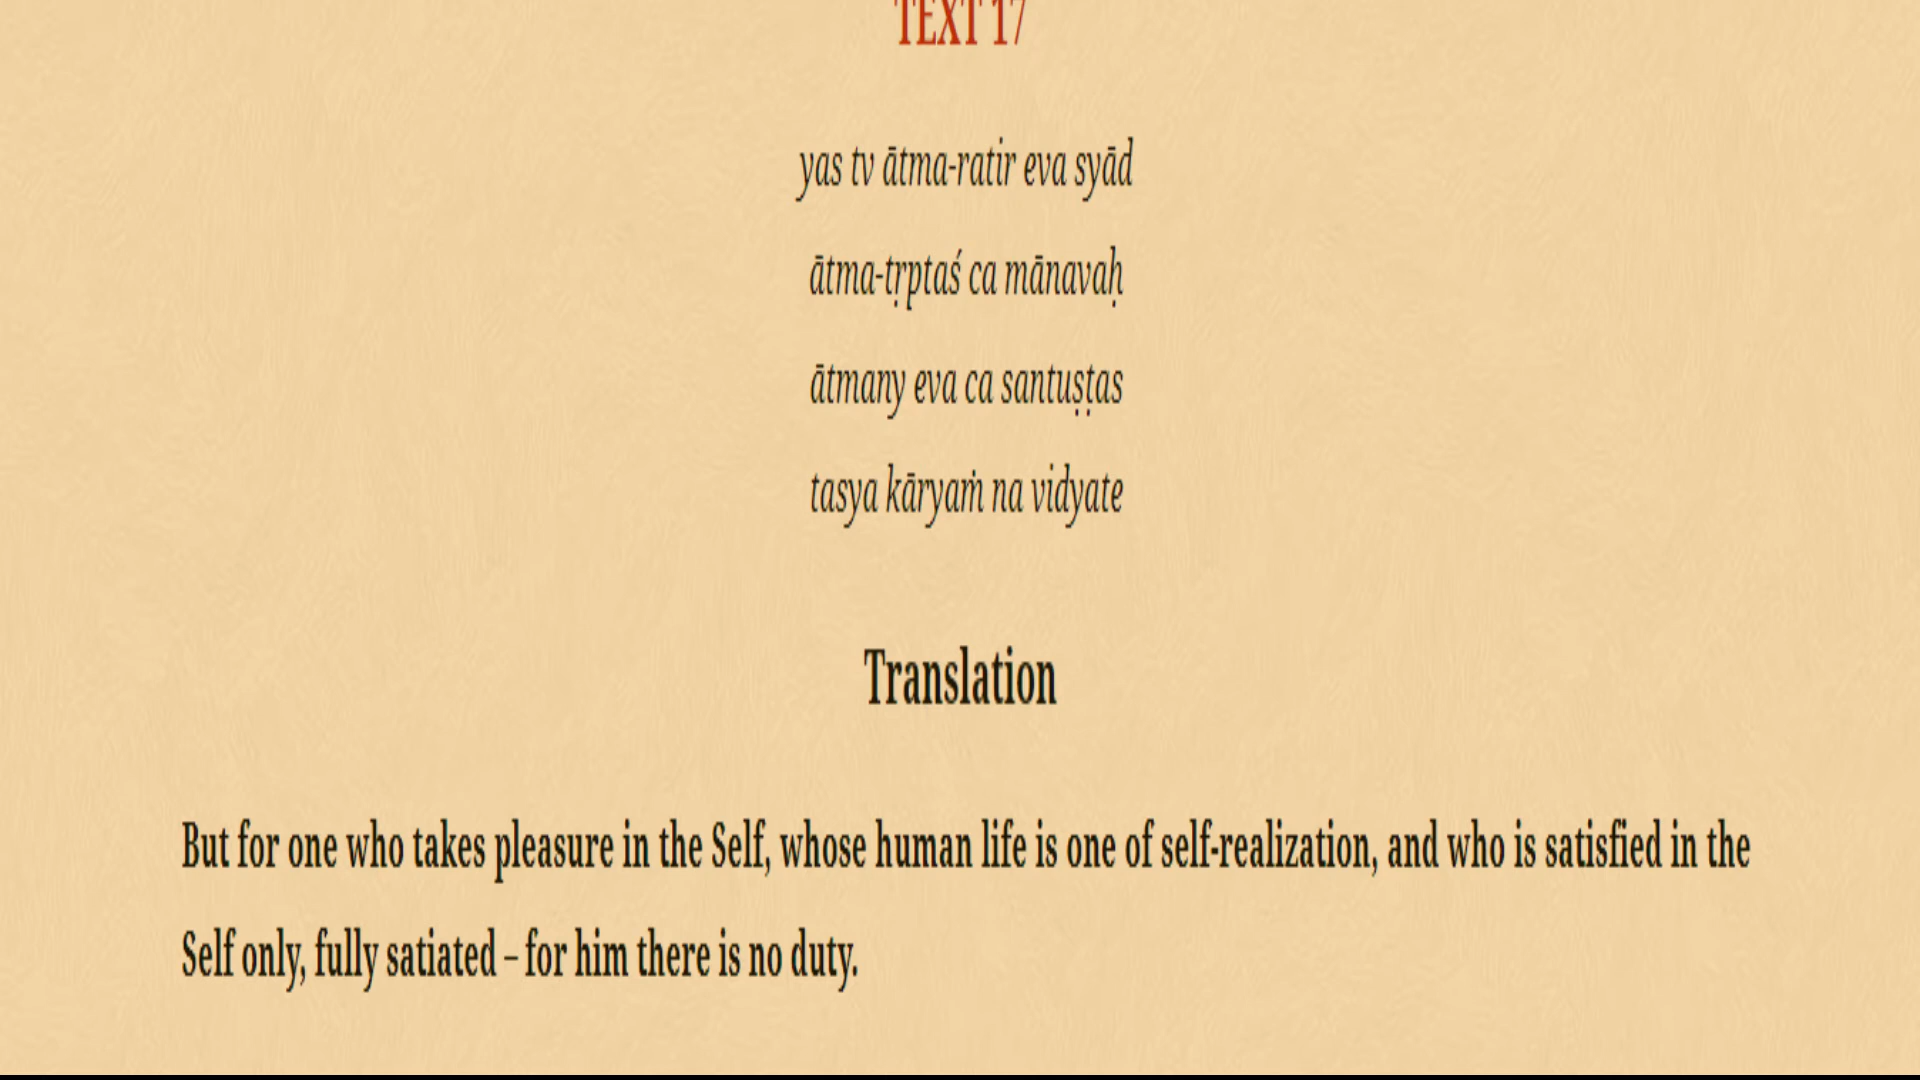 TEXT 17
yas tv ātma-ratir eva syād
ātma-tṛptaś ca mānavaḥ
ātmany eva ca santuṣṭas
tasya kāryaṁ na vidyate
Translation
But for one who takes pleasure in the Self, whose human life is one of self-realization, and who is satisfied in the
Self only, fully satiated – for him there is no duty.